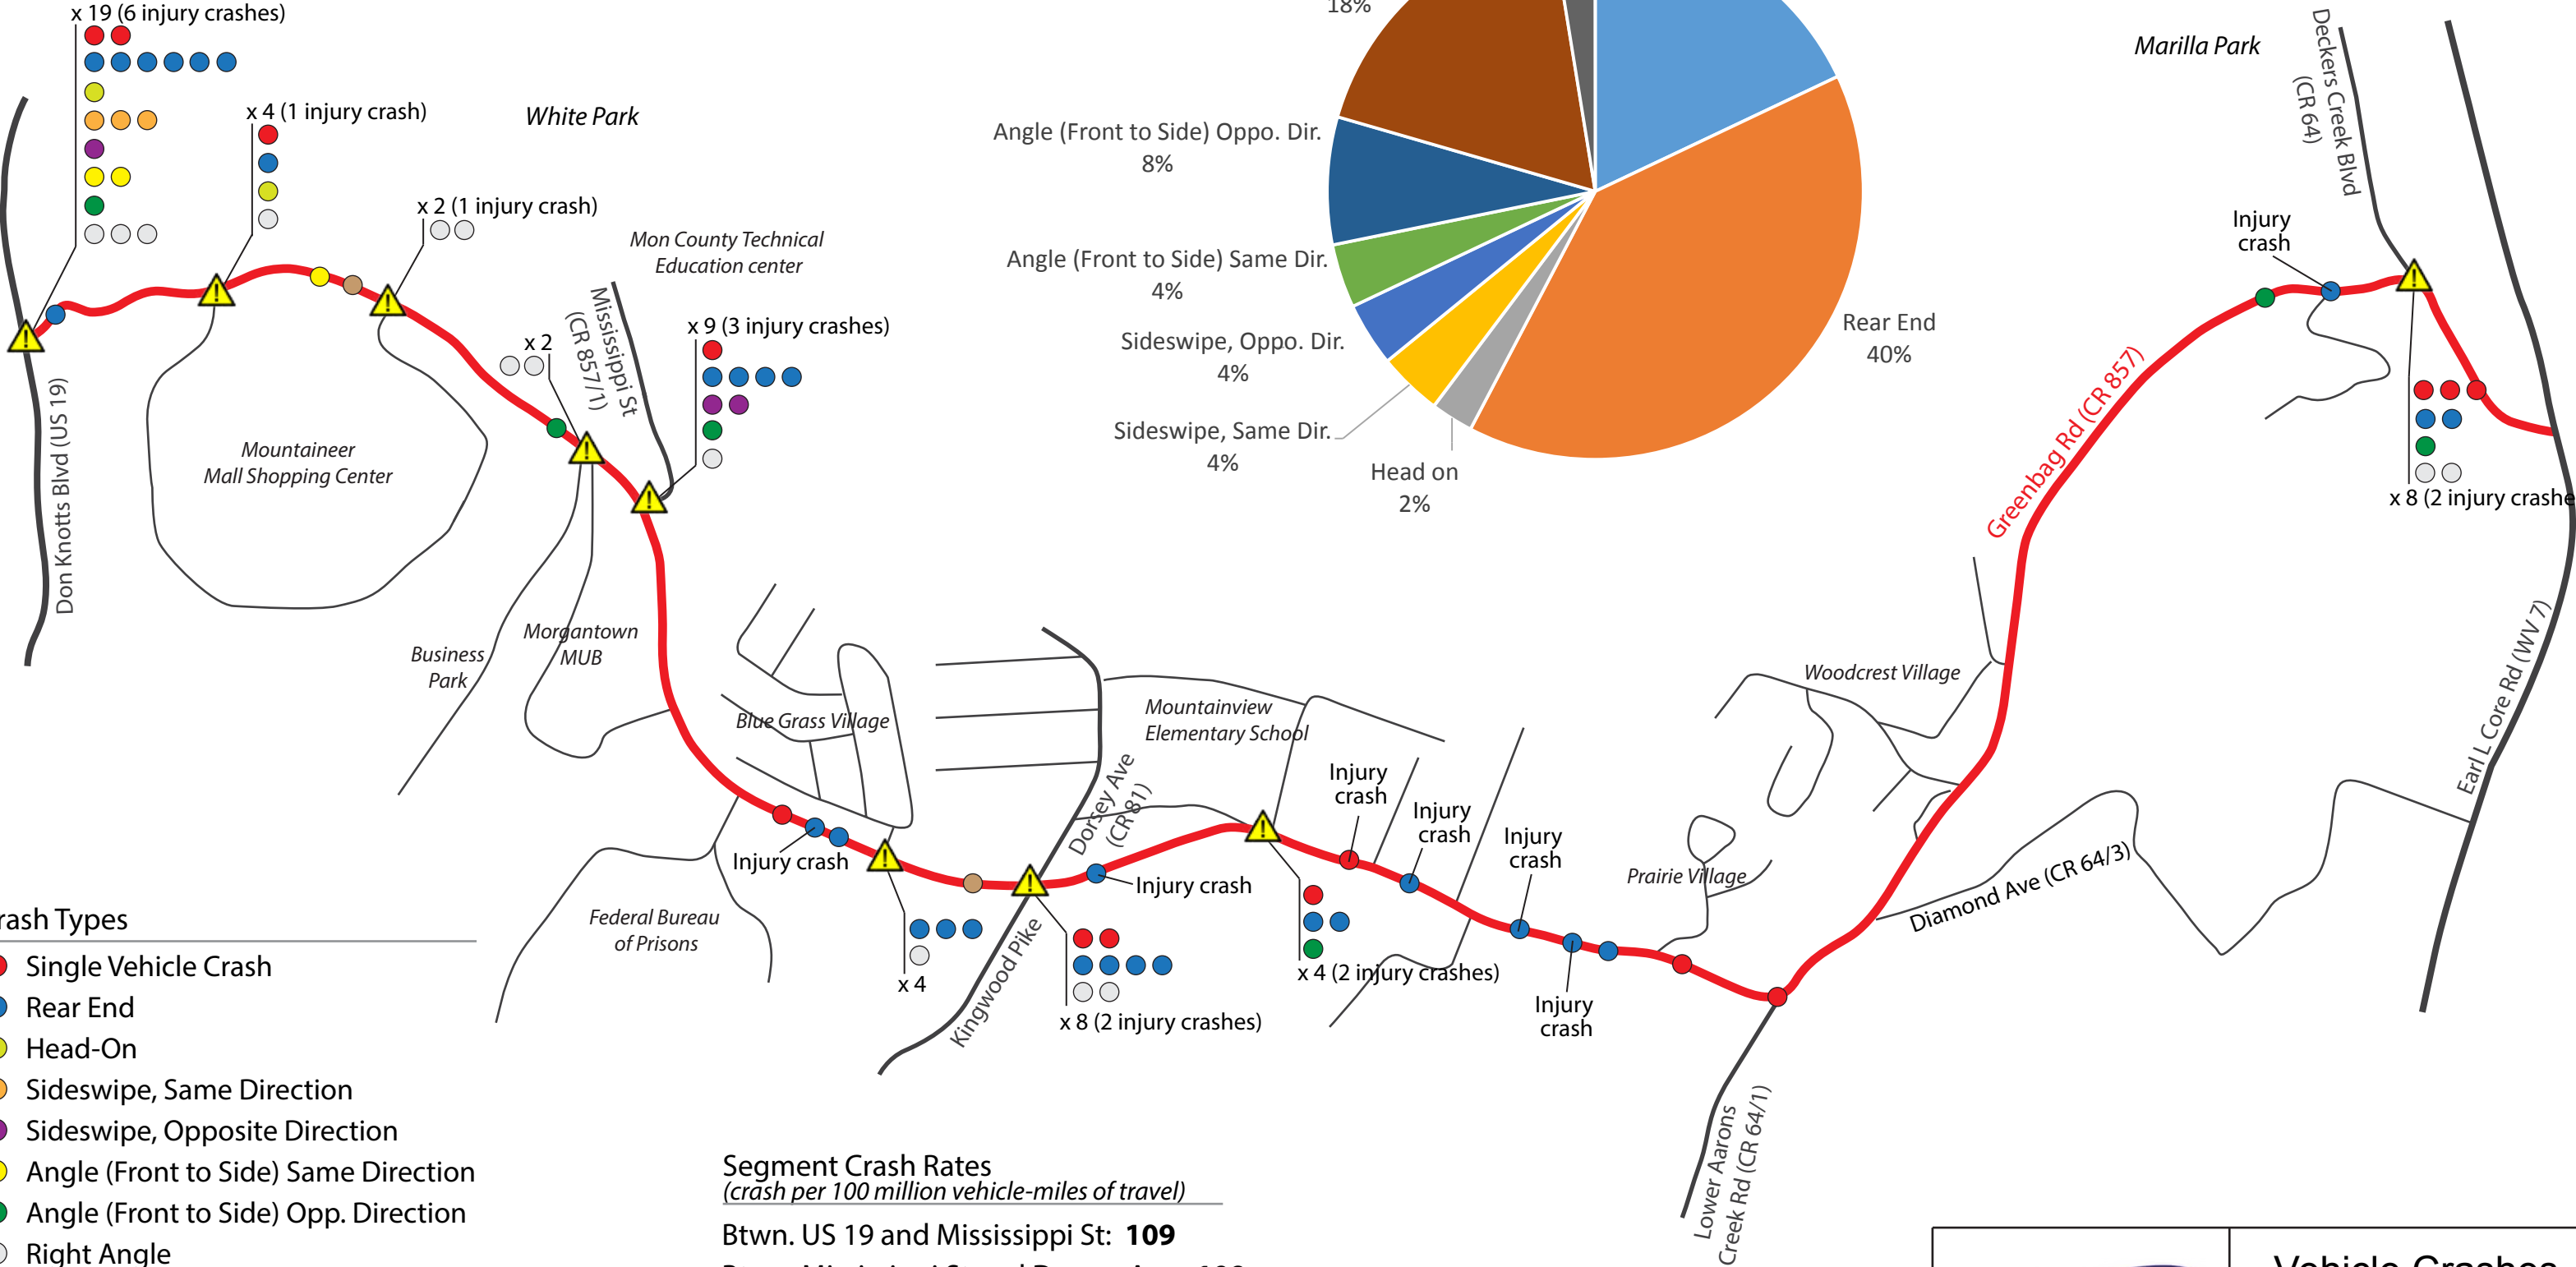 x 19 (6 injury crashes)
x 4 (1 injury crash)
White Park
x 2 (1 injury crash)
Mon County Technical
Education center
Mississippi St
(CR 857/1)
x 2
x 9 (3 injury crashes)
Don Knotts Blvd (US 19)
Mountaineer
Mall Shopping Center
Business
Park
Morgantown
MUB
Blue Grass Village
Federal Bureau
of Prisons
Injury crash
x 4
Kingwood Pike
Dorsey Ave
(CR 81)
x 8 (2 injury crashes)
Injury crash
Mountainview
Elementary School
x 4 (2 injury crashes)
Injury
crash
Injury
crash
Injury
crash
Injury
crash
Prairie Village
Woodcrest Village
Diamond Ave (CR 64/3)
Lower Aarons
Creek Rd (CR 64/1)
Greenbag Rd (CR 857)
Earl L Core Rd (WV 7)
Marilla Park
Deckers Creek Blvd
(CR 64)
Injury
crash
x 8 (2 injury crashe
18%
Angle (Front to Side) Oppo. Dir.
8%
Angle (Front to Side) Same Dir.
4%
Sideswipe, Oppo. Dir.
4%
Sideswipe, Same Dir.
4%
Head on
2%
Rear End
40%
rash Types
Single Vehicle Crash
Rear End
Head-On
Sideswipe, Same Direction
Sideswipe, Opposite Direction
Angle (Front to Side) Same Direction
Angle (Front to Side) Opp. Direction
Right Angle
Segment Crash Rates
(crash per 100 million vehicle-miles of travel)
Btwn. US 19 and Mississippi St: 109
Vehicle Crashes